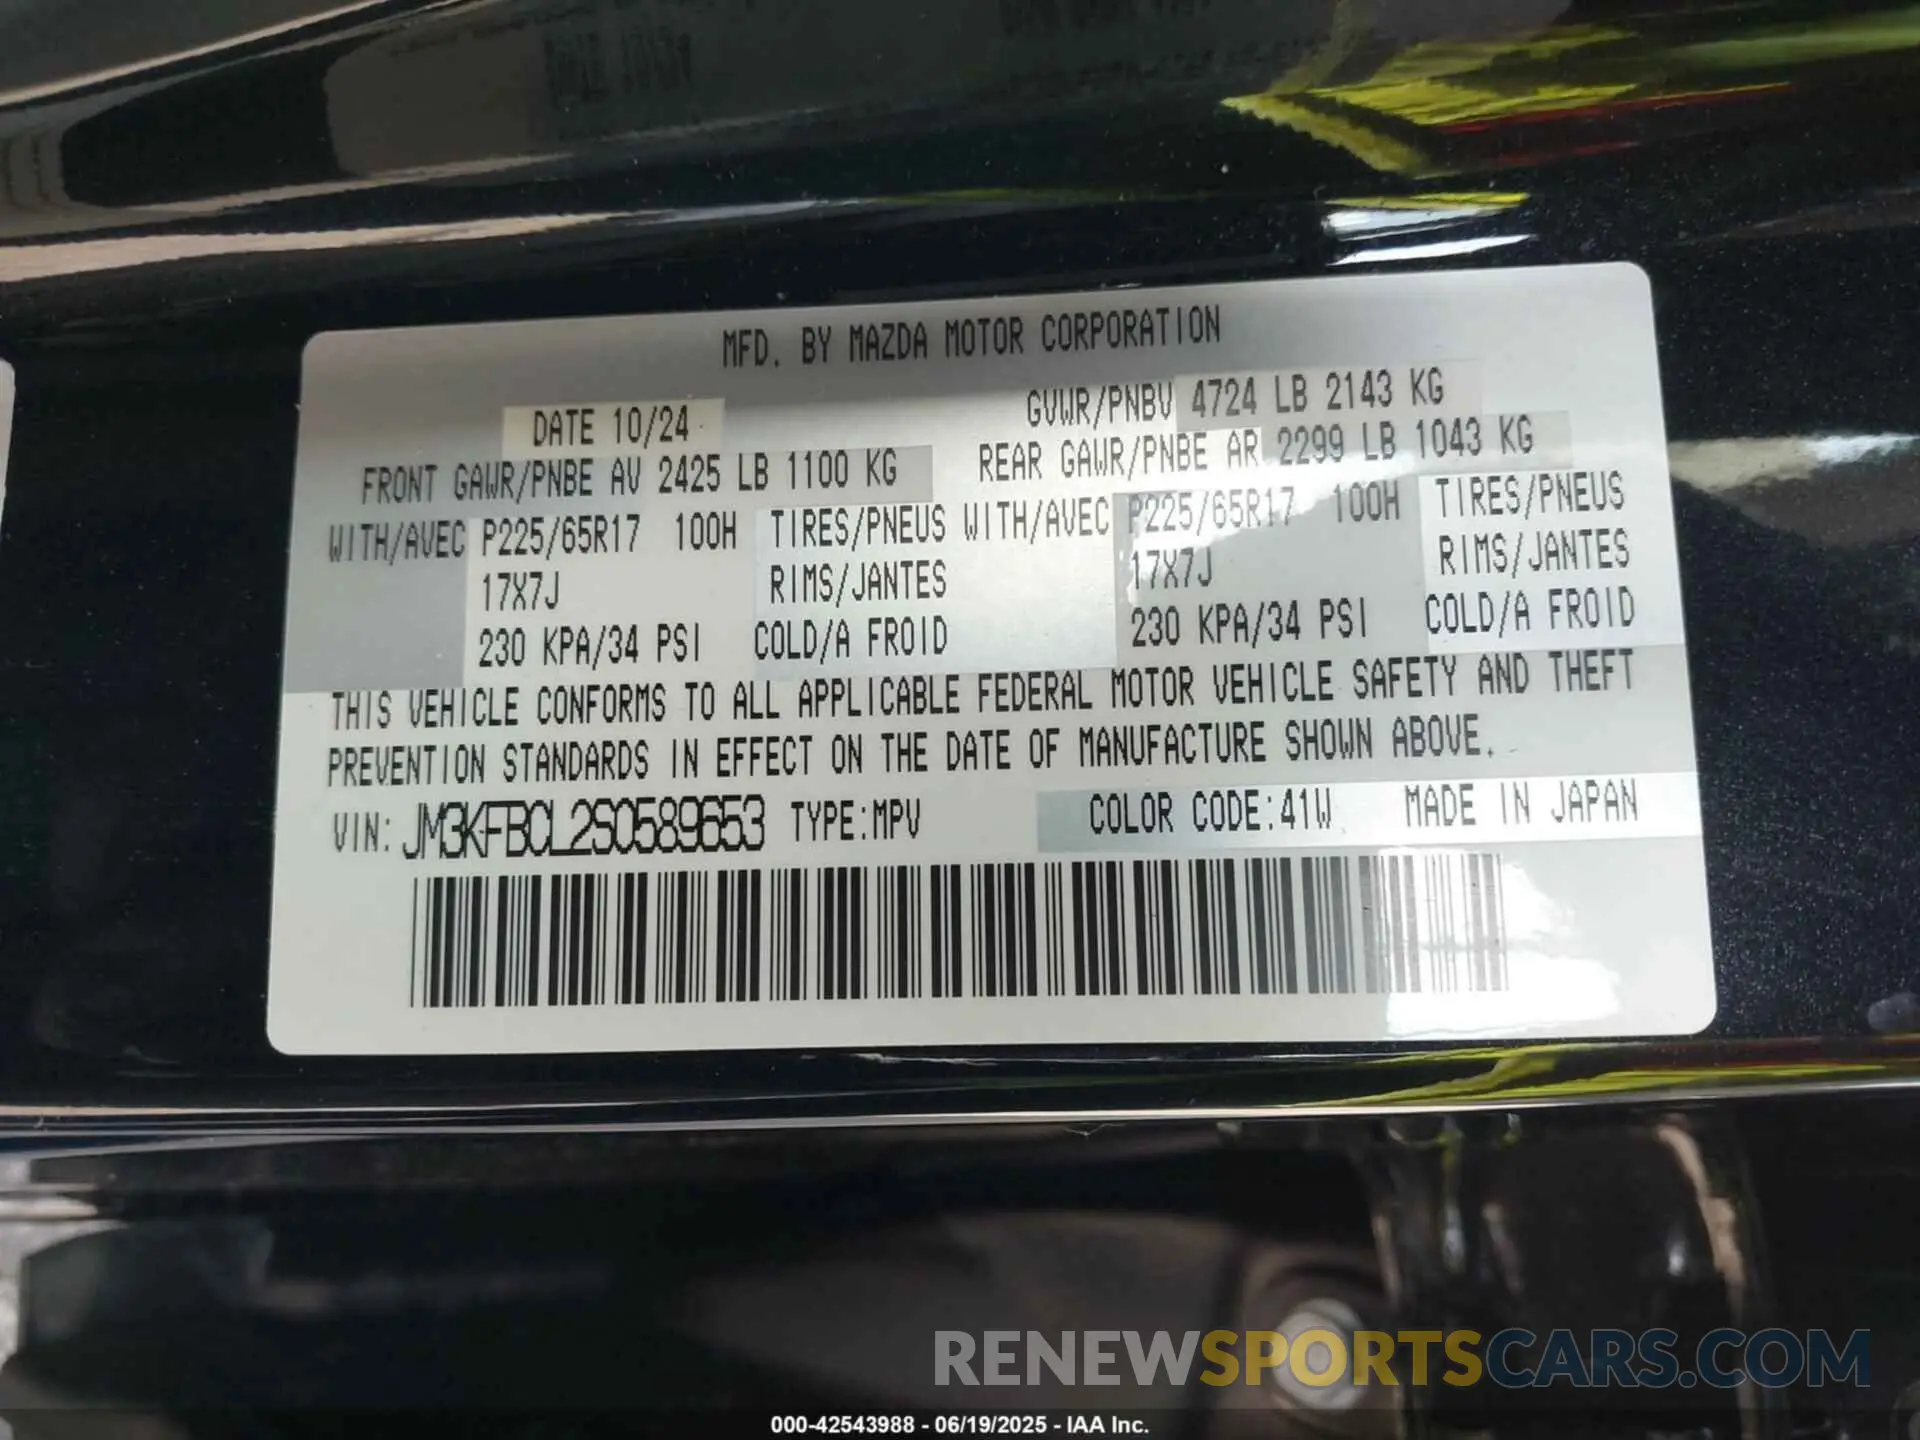 MFD. BY MAZDA MOTOR CORPORATION
DATE 10/24 GVWR/PNBV 4724 LB 2143 KG
FRONT GAWR/PNBE AV 2425 LB 1100 KG REAR GAWR/PNBE AR 2299 LB 1043 KG
WITH/AVEC P225/65R17 100H TIRES/PNEUS WITH/AVEC P225/65R17 100H TIRES/PNEUS
17X7J RIMS/JANTES 17X7J RIMS/JANTES
230 KPA/34 PSI COLD/A FROID 230 KPA/34 PSI COLD/A FROID
THIS VEHICLE CONFORMS TO ALL APPLICABLE FEDERAL MOTOR VEHICLE SAFETY AND THEFT
PREVENTION STANDARDS IN EFFECT ON THE DATE OF MANUFACTURE SHOWN ABOVE.
VIN: JM3KFBCL2S0589653 TYPE:MPV COLOR CODE:41W MADE IN JAPAN
RENEWSPORTSCARS.COM
000-42543988 - 06/19/2025 - IAA Inc.